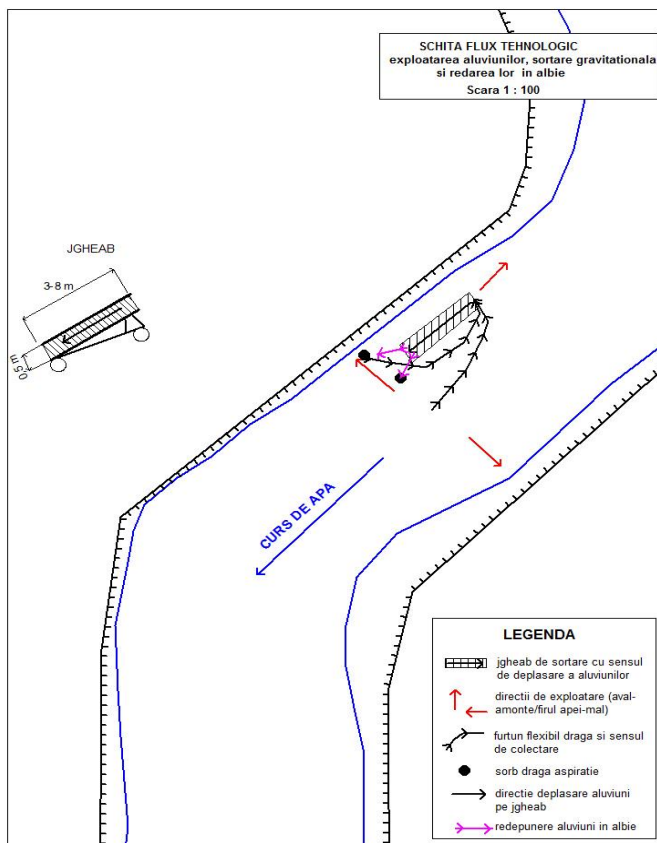 SCHITA FLUX TEHNOLOGIC
exploatarea aluviunilor, sortare gravitationala
si redarea lor in albie
Scara 1 : 100
JGHEAB
3-8 m
0,5 m
CURS DE APA
LEGENDA
jgheab de sortare cu sensul
de deplasare a aluviunilor
directii de exploatare (aval-
amonte/firul apei-mal)
furtun flexibil draga si sensul
de colectare
sorb draga aspiratie
directie deplasare aluviuni
pe jgheab
redepunere aluviuni in albie